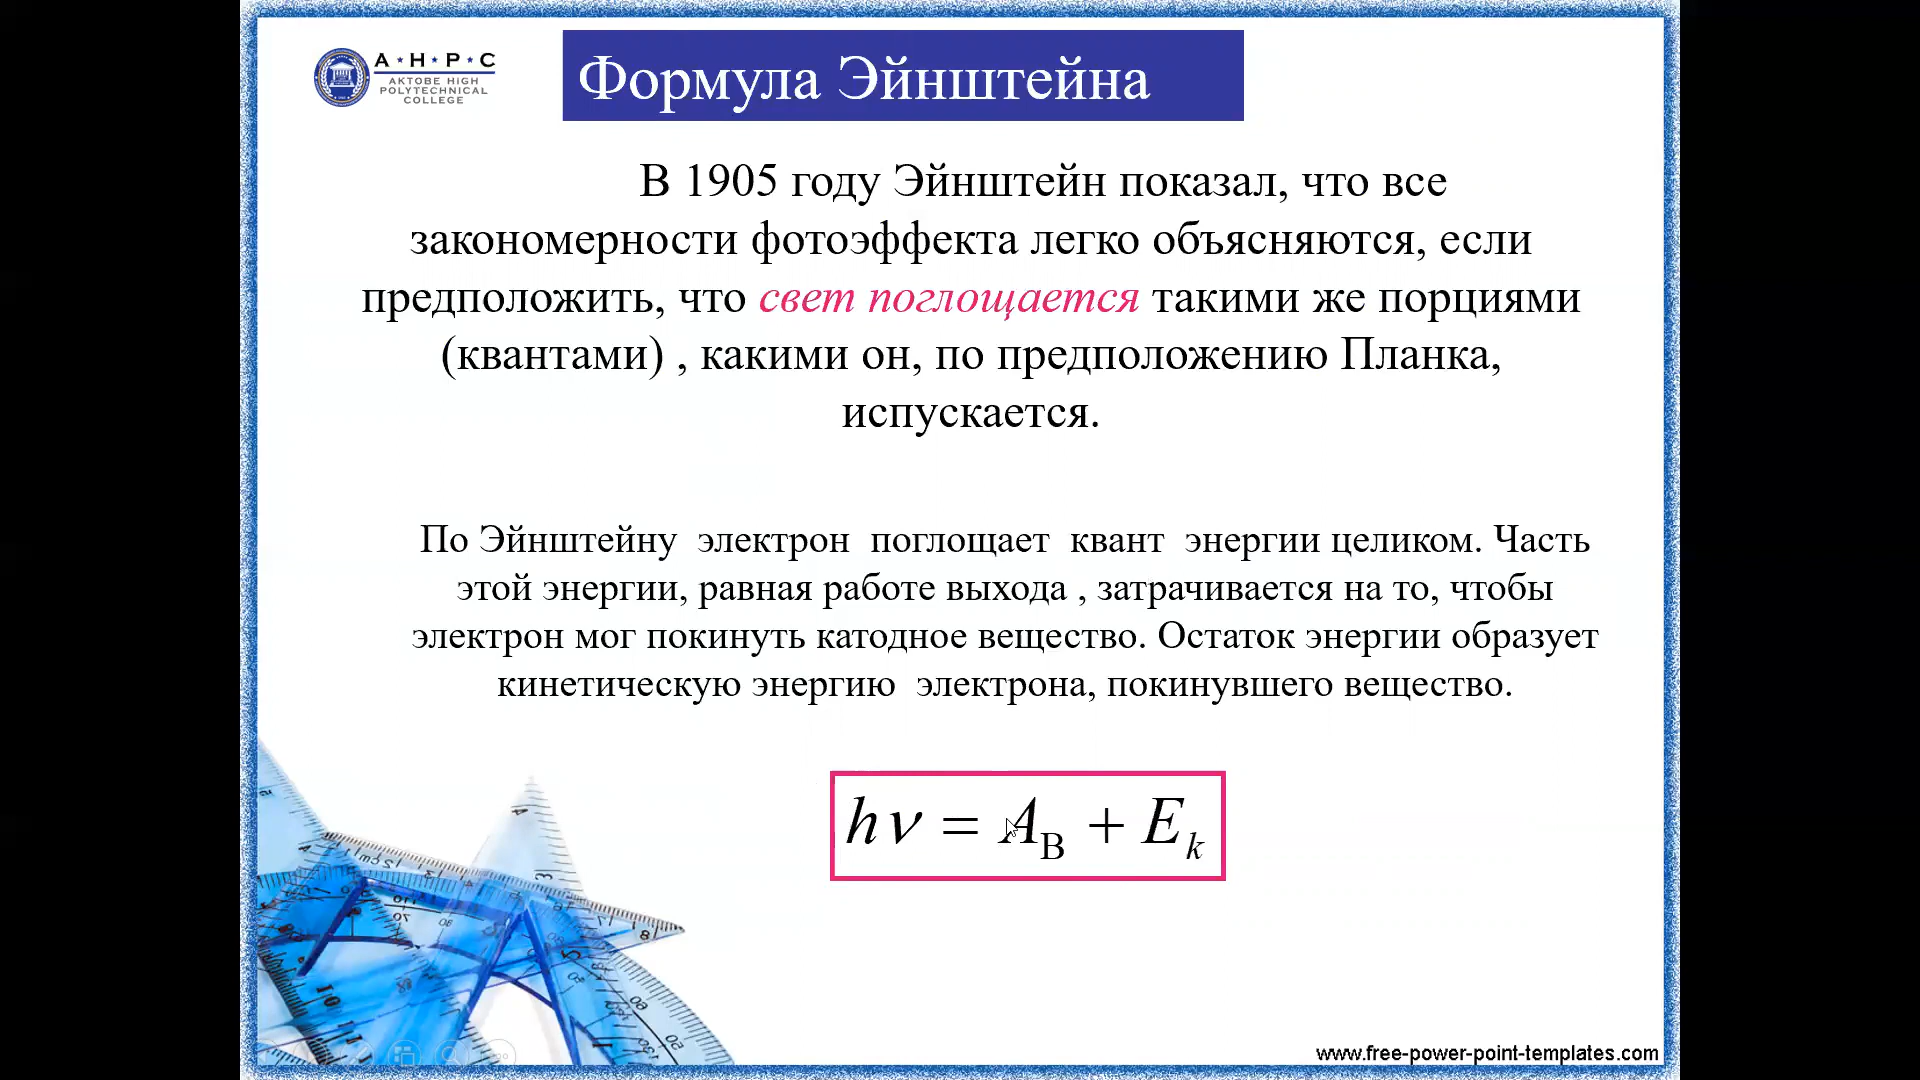 A ★ H ★ P ★ C
AKTOBE HIGH
POLYTECHNICAL
COLLEGE
Формула Эйнштейна
В 1905 году Эйнштейн показал, что все
закономерности фотоэффекта легко объясняются, если
предположить, что свет поглощается такими же порциями
(квантами) , какими он, по предположению Планка,
испускается.
По Эйнштейну электрон поглощает квант энергии целиком. Часть
этой энергии, равная работе выхода , затрачивается на то, чтобы
электрон мог покинуть катодное вещество. Остаток энергии образует
кинетическую энергию электрона, покинувшего вещество.
hν = A_В + E_k
www.free-power-point-templates.com